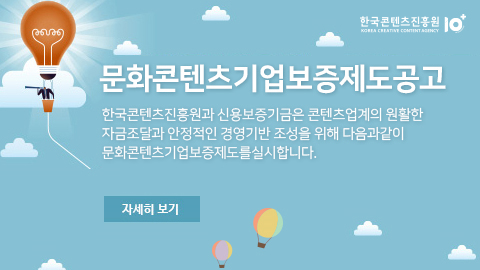 한국콘텐츠진흥원 10+
KOREA CREATIVE CONTENT AGENCY
문화콘텐츠기업보증제도공고
한국콘텐츠진흥원과 신용보증기금은 콘텐츠업계의 원활한
자금조달과 안정적인 경영기반 조성을 위해 다음과같이
문화콘텐츠기업보증제도를실시합니다.
자세히 보기